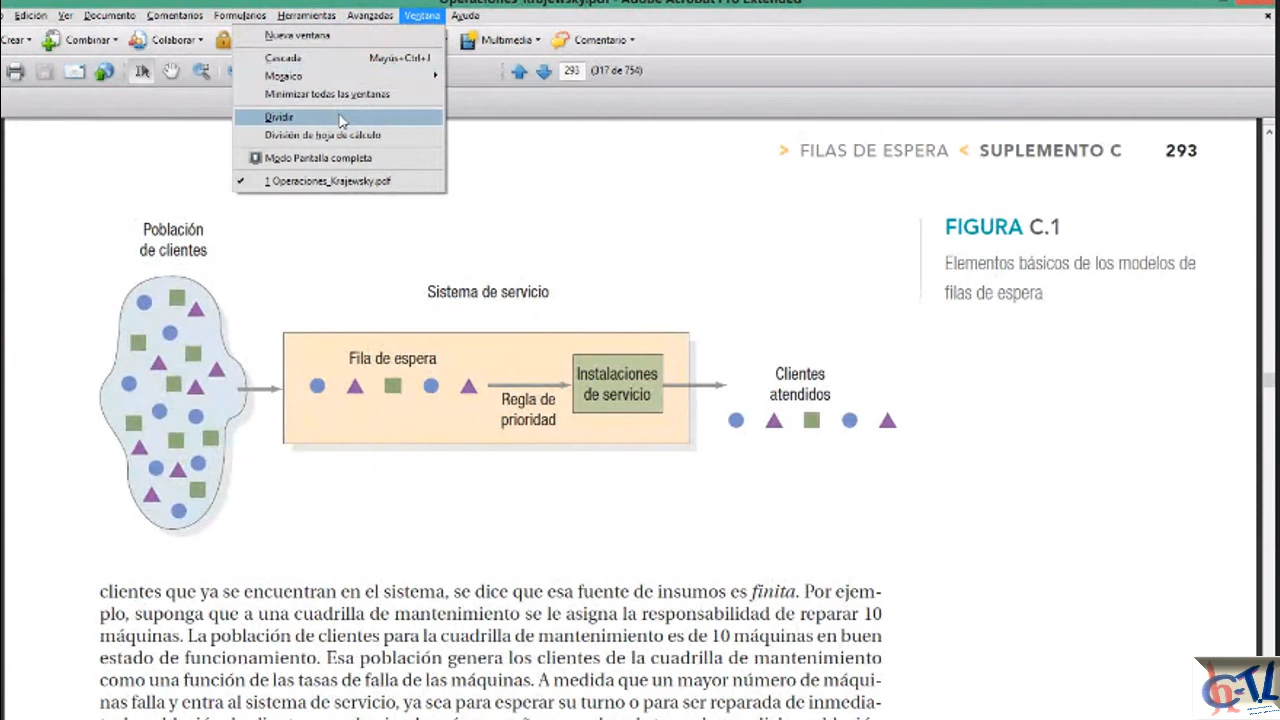 Operaciones_Krajewsky.pdf - Adobe Acrobat Pro Extended
Edición Ver Documento Comentarios Formularios Herramientas Avanzadas Ventana Ayuda
Crear Combinar Colaborar Multimedia Comentario
293 (317 de 754)
Nueva ventana
Cascada Mayús+Ctrl+J
Mosaico
Minimizar todas las ventanas
Dividir
División de hoja de cálculo
Modo Pantalla completa
1 Operaciones_Krajewsky.pdf
> FILAS DE ESPERA < SUPLEMENTO C 293
Población
de clientes
Sistema de servicio
Fila de espera
Regla de
prioridad
Instalaciones
de servicio
Clientes
atendidos
FIGURA C.1
Elementos básicos de los modelos de
filas de espera
clientes que ya se encuentran en el sistema, se dice que esa fuente de insumos es finita. Por ejem-
plo, suponga que a una cuadrilla de mantenimiento se le asigna la responsabilidad de reparar 10
máquinas. La población de clientes para la cuadrilla de mantenimiento es de 10 máquinas en buen
estado de funcionamiento. Esa población genera los clientes de la cuadrilla de mantenimiento
como una función de las tasas de falla de las máquinas. A medida que un mayor número de máqui-
nas falla y entra al sistema de servicio, ya sea para esperar su turno o para ser reparada de inmedia-